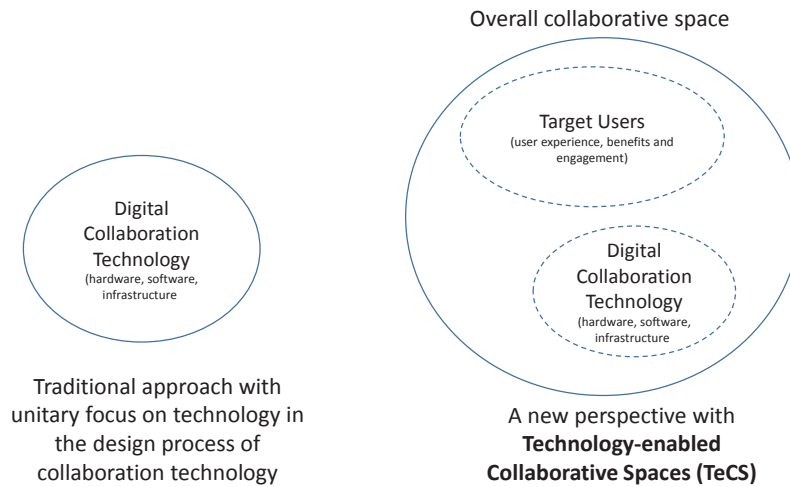 Overall collaborative space
Target Users
(user experience, benefits and
engagement)
Digital
Collaboration
Technology
(hardware, software,
infrastructure
Digital
Collaboration
Technology
(hardware, software,
infrastructure
Traditional approach with
unitary focus on technology in
the design process of
collaboration technology
A new perspective with
Technology-enabled
Collaborative Spaces (TeCS)